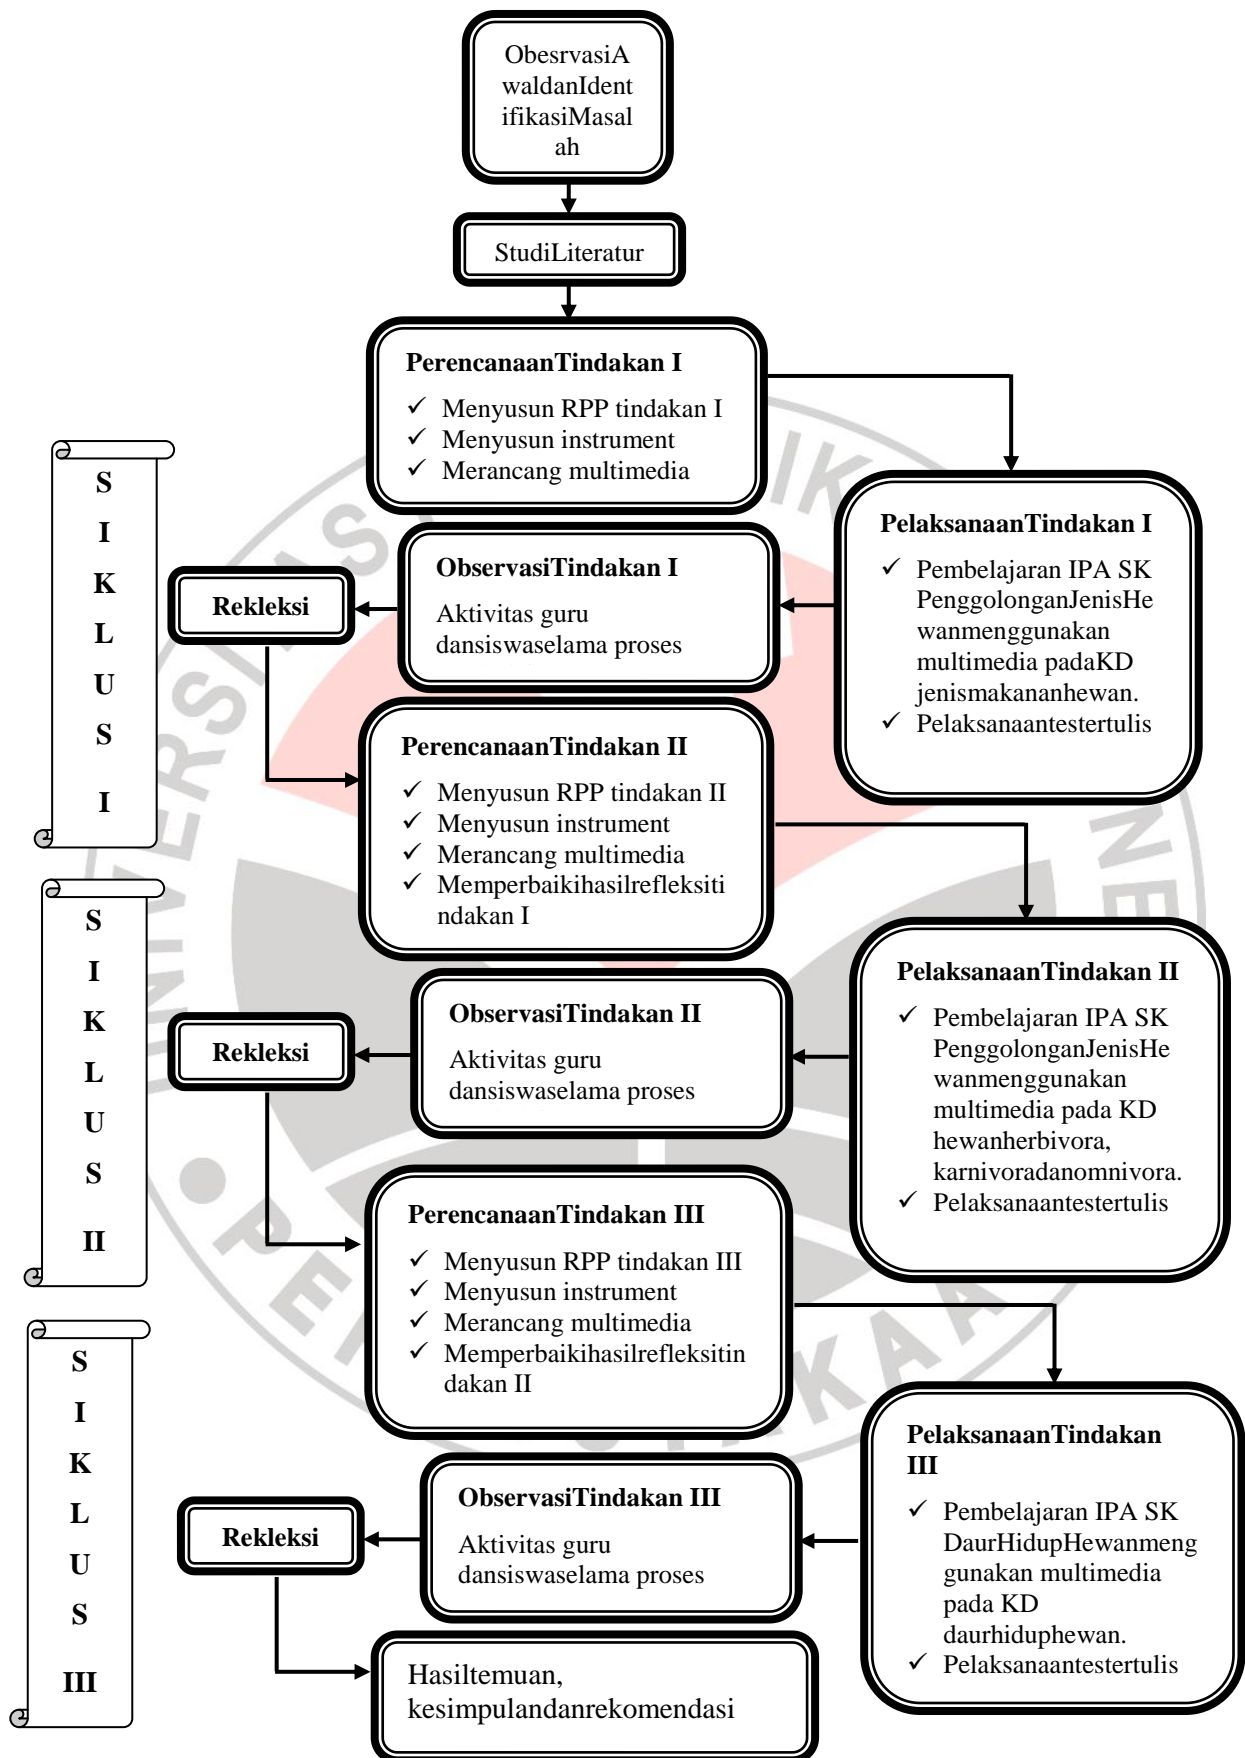 ObesrvasiA
waldanIdent
ifikasiMasal
ah
StudiLiteratur
PerencanaanTindakan I
✓ Menyusun RPP tindakan I
✓ Menyusun instrument
✓ Merancang multimedia
S
I
K
L
U
S
I
PelaksanaanTindakan I
✓ Pembelajaran IPA SK
PenggolonganJenisHe
wanmenggunakan
multimedia padaKD
jenismakananhewan.
✓ Pelaksanaantestertulis
ObservasiTindakan I
Aktivitas guru
dansiswaselama proses
Rekleksi
PerencanaanTindakan II
✓ Menyusun RPP tindakan II
✓ Menyusun instrument
✓ Merancang multimedia
✓ Memperbaikihasilrefleksiti
ndakan I
S
I
K
L
U
S
II
PelaksanaanTindakan II
✓ Pembelajaran IPA SK
PenggolonganJenisHe
wanmenggunakan
multimedia pada KD
hewanherbivora,
karnivoradanomnivora.
✓ Pelaksanaantestertulis
ObservasiTindakan II
Aktivitas guru
dansiswaselama proses
Rekleksi
PerencanaanTindakan III
✓ Menyusun RPP tindakan III
✓ Menyusun instrument
✓ Merancang multimedia
✓ Memperbaikihasilrefleksitin
dakan II
S
I
K
L
U
S
III
PelaksanaanTindakan
III
✓ Pembelajaran IPA SK
DaurHidupHewanmeng
gunakan multimedia
pada KD
daurhiduphewan.
✓ Pelaksanaantestertulis
ObservasiTindakan III
Aktivitas guru
dansiswaselama proses
Rekleksi
Hasiltemuan,
kesimpulandanrekomendasi